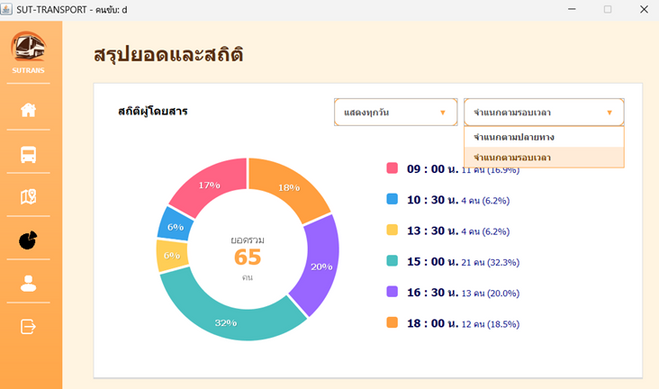 SUT-TRANSPORT - คนขับ: d
SUTRANS
สรุปยอดและสถิติ
สถิติผู้โดยสาร
แสดงทุกวัน
จำแนกตามรอบเวลา
จำแนกตามปลายทาง
จำแนกตามรอบเวลา
17%
18%
6%
6%
20%
32%
ยอดรวม
65
คน
09 : 00 น. 11 คน (16.9%)
10 : 30 น. 4 คน (6.2%)
13 : 30 น. 4 คน (6.2%)
15 : 00 น. 21 คน (32.3%)
16 : 30 น. 13 คน (20.0%)
18 : 00 น. 12 คน (18.5%)